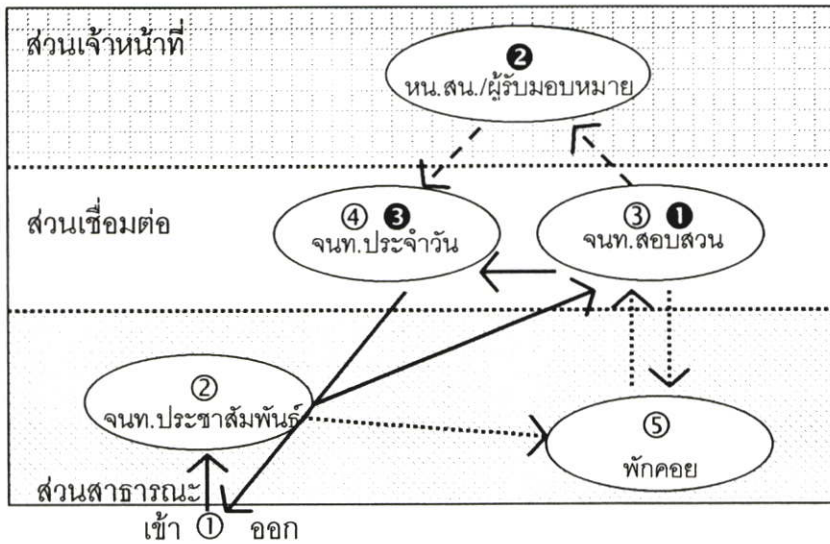 ส่วนเจ้าหน้าที่
❷
หน.สน./ผู้รับมอบหมาย
ส่วนเชื่อมต่อ
④ ❸
จนท.ประจำวัน
③ ❶
จนท.สอบสวน
②
จนท.ประชาสัมพันธ์
⑤
พักคอย
ส่วนสาธารณะ
เข้า ① ออก